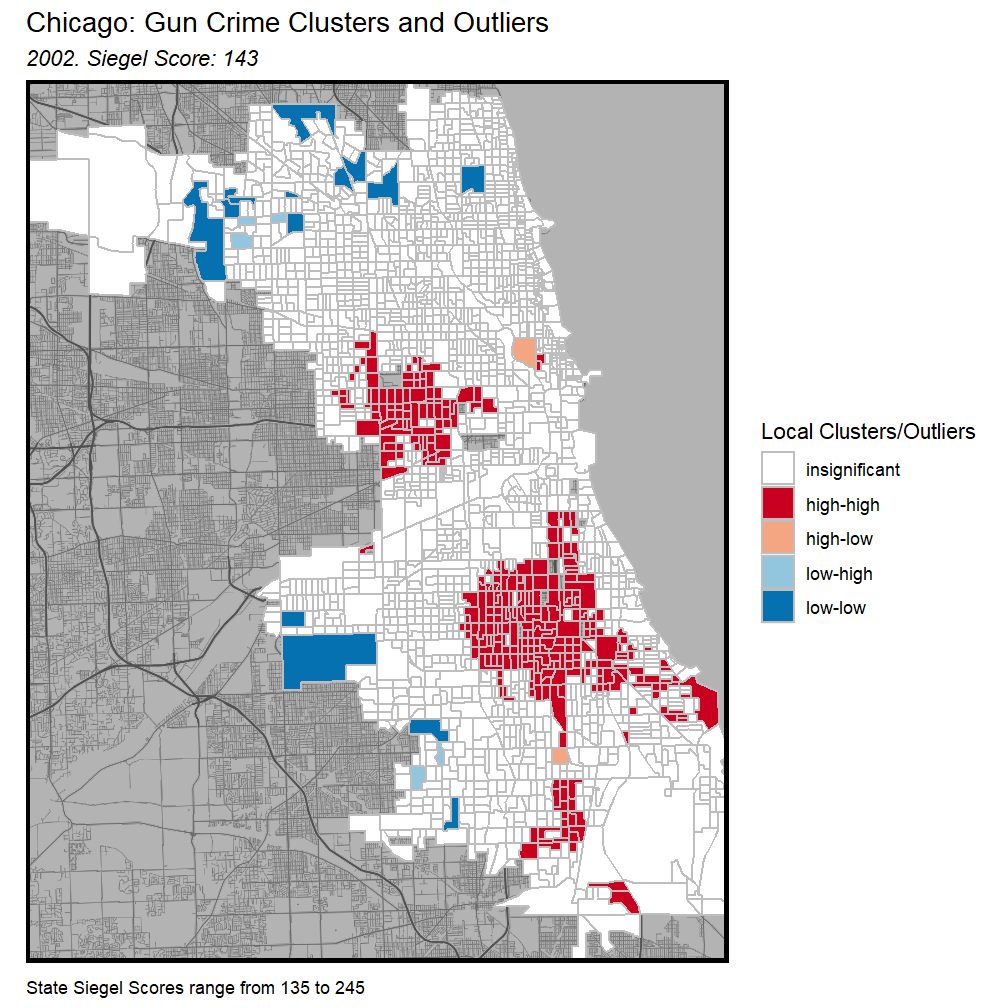 Chicago: Gun Crime Clusters and Outliers
2002. Siegel Score: 143
Local Clusters/Outliers
insignificant
high-high
high-low
low-high
low-low
State Siegel Scores range from 135 to 245